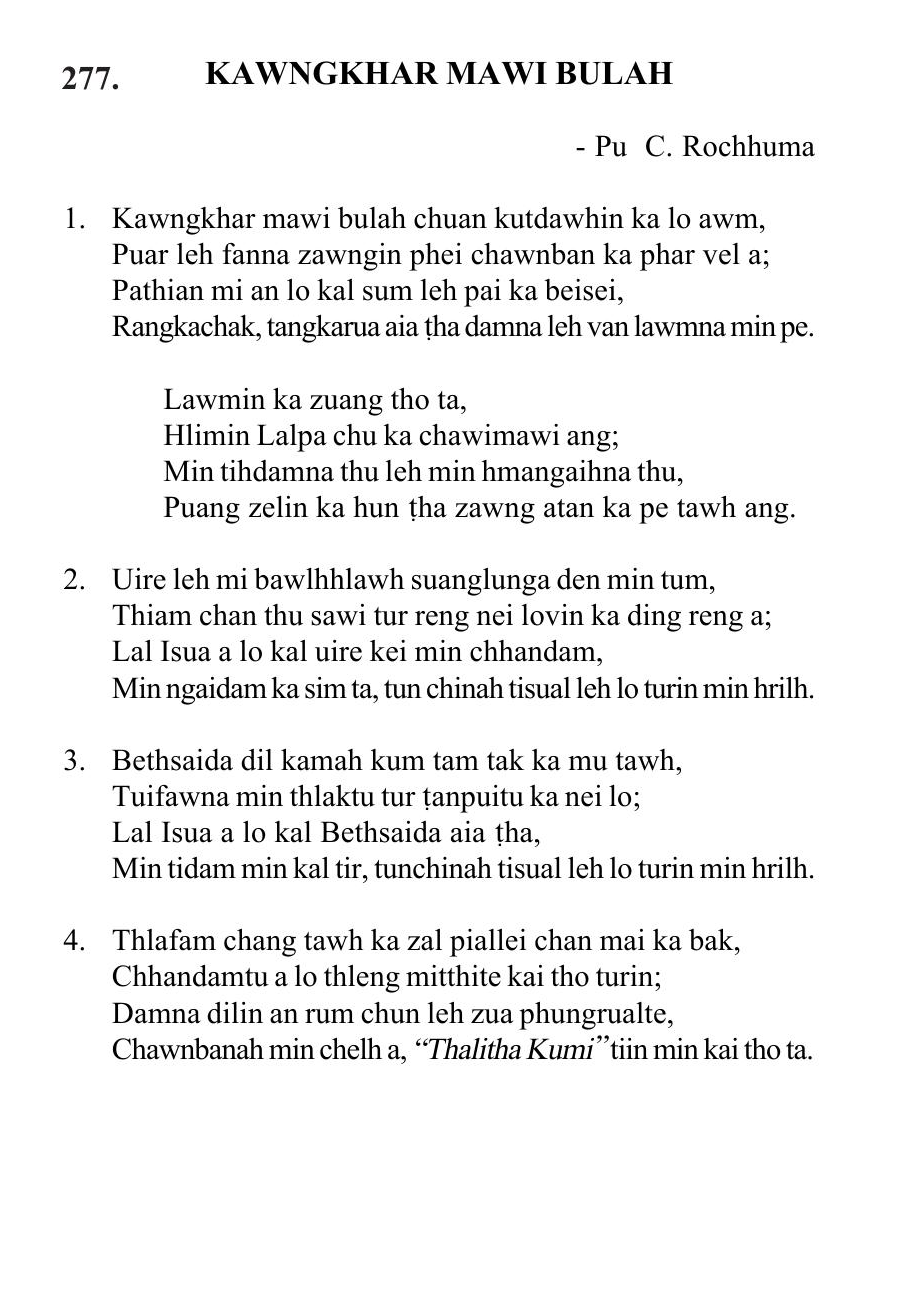 277. KAWNGKHAR MAWI BULAH
- Pu C. Rochhuma
1. Kawngkhar mawi bulah chuan kutdawhin ka lo awm,
Puar leh fanna zawngin phei chawnban ka phar vel a;
Pathian mi an lo kal sum leh pai ka beisei,
Rangkachak, tangkarua aia ṭha damna leh van lawmna min pe.
Lawmin ka zuang tho ta,
Hlimin Lalpa chu ka chawimawi ang;
Min tihdamna thu leh min hmangaihna thu,
Puang zelin ka hun ṭha zawng atan ka pe tawh ang.
2. Uire leh mi bawlhhlawh suanglunga den min tum,
Thiam chan thu sawi tur reng nei lovin ka ding reng a;
Lal Isua a lo kal uire kei min chhandam,
Min ngaidam ka sim ta, tun chinah tisual leh lo turin min hrilh.
3. Bethsaida dil kamah kum tam tak ka mu tawh,
Tuifawna min thlaktu tur ṭanpuitu ka nei lo;
Lal Isua a lo kal Bethsaida aia ṭha,
Min tidam min kal tir, tunchinah tisual leh lo turin min hrilh.
4. Thlafam chang tawh ka zal piallei chan mai ka bak,
Chhandamtu a lo thleng mitthite kai tho turin;
Damna dilin an rum chun leh zua phungrualte,
Chawnbanah min chelh a, “Thalitha Kumi” tiin min kai tho ta.